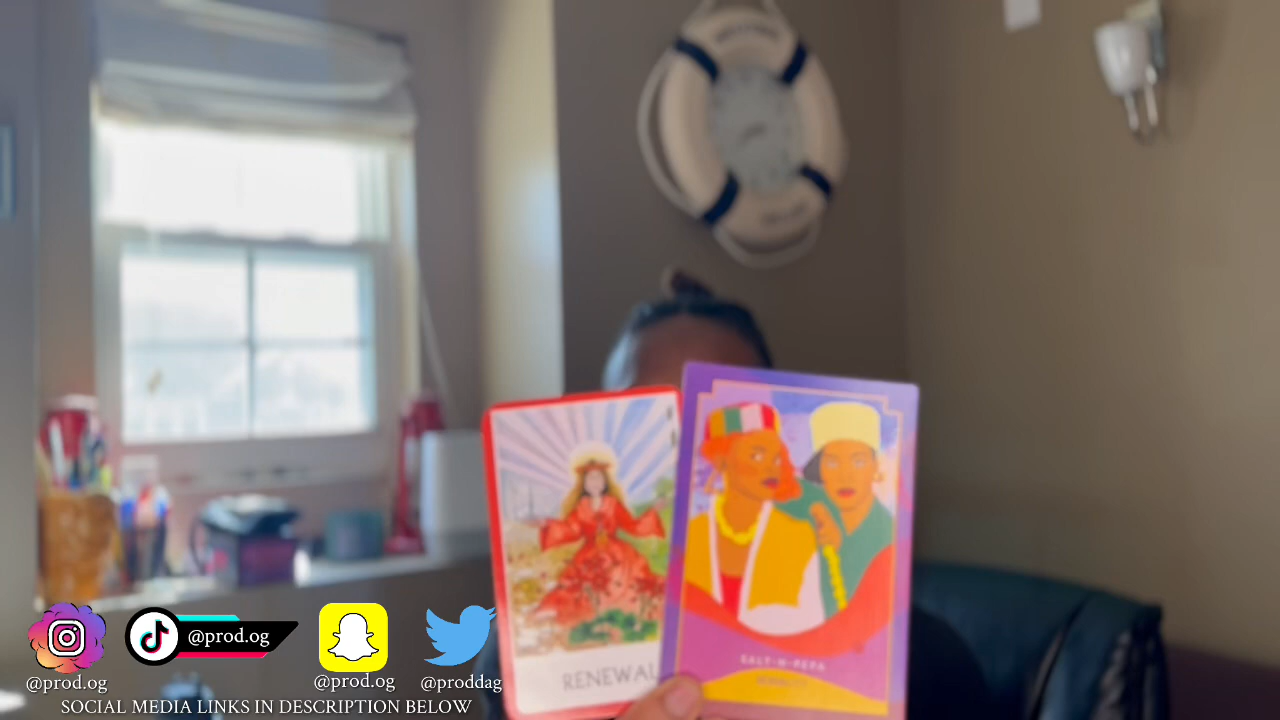 RENEWAL
SALT-N-PEPA
@prod.og
@prod.og
@prod.og
@proddag
SOCIAL MEDIA LINKS IN DESCRIPTION BELOW